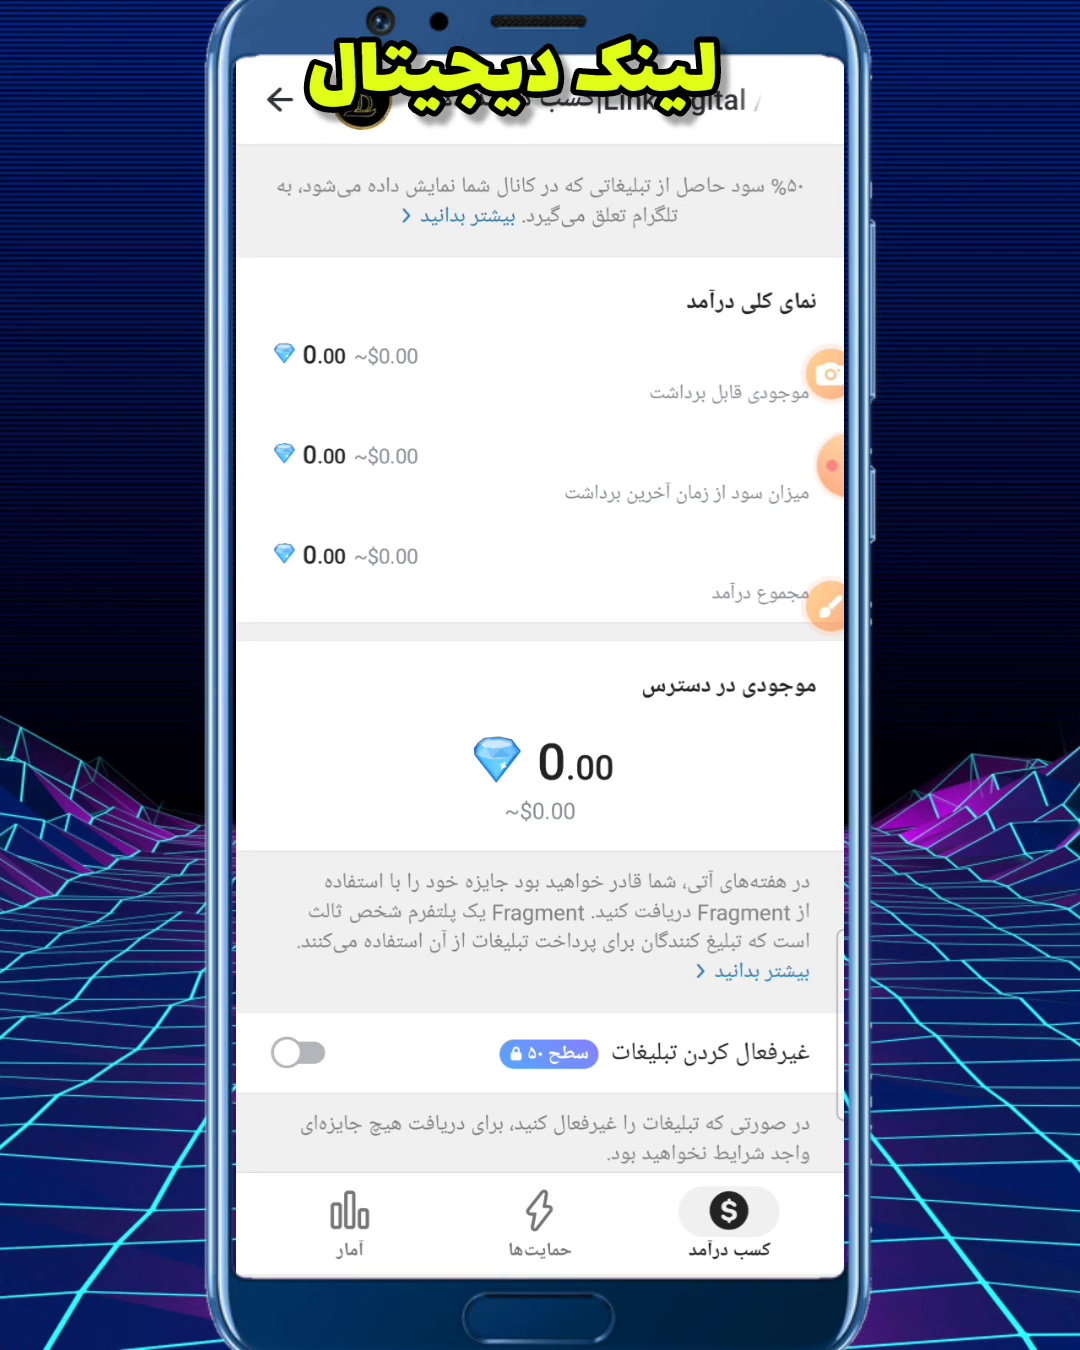 لینک دیجیتال
۵۰% سود حاصل از تبلیغاتی که در کانال شما نمایش داده می‌شود، به
تلگرام تعلق می‌گیرد. بیشتر بدانید
نمای کلی درآمد
0.00 ~$0.00
موجودی قابل برداشت
0.00 ~$0.00
میزان سود از زمان آخرین برداشت
0.00 ~$0.00
مجموع درآمد
موجودی در دسترس
0.00
~$0.00
در هفته‌های آتی، شما قادر خواهید بود جایزه خود را با استفاده
از Fragment دریافت کنید. Fragment یک پلتفرم شخص ثالث
است که تبلیغ کنندگان برای پرداخت تبلیغات از آن استفاده می‌کنند.
بیشتر بدانید
غیرفعال کردن تبلیغات سطح ۵۰
در صورتی که تبلیغات را غیرفعال کنید، برای دریافت هیچ جایزه‌ای
واجد شرایط نخواهید بود.
کسب درآمد
حمایت‌ها
آمار